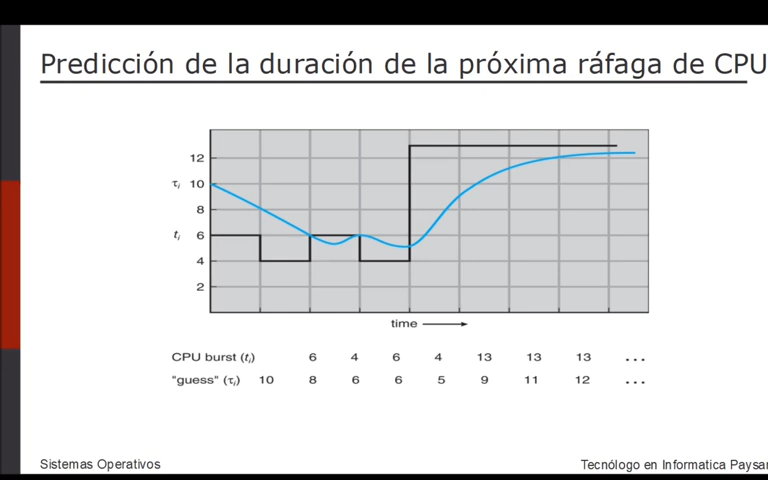 Predicción de la duración de la próxima ráfaga de CPU
12
τi 10
8
ti 6
4
2
time
CPU burst (ti) 6 4 6 4 13 13 13 ...
"guess" (τi) 10 8 6 6 5 9 11 12 ...
Sistemas Operativos
Tecnólogo en Informatica Paysan